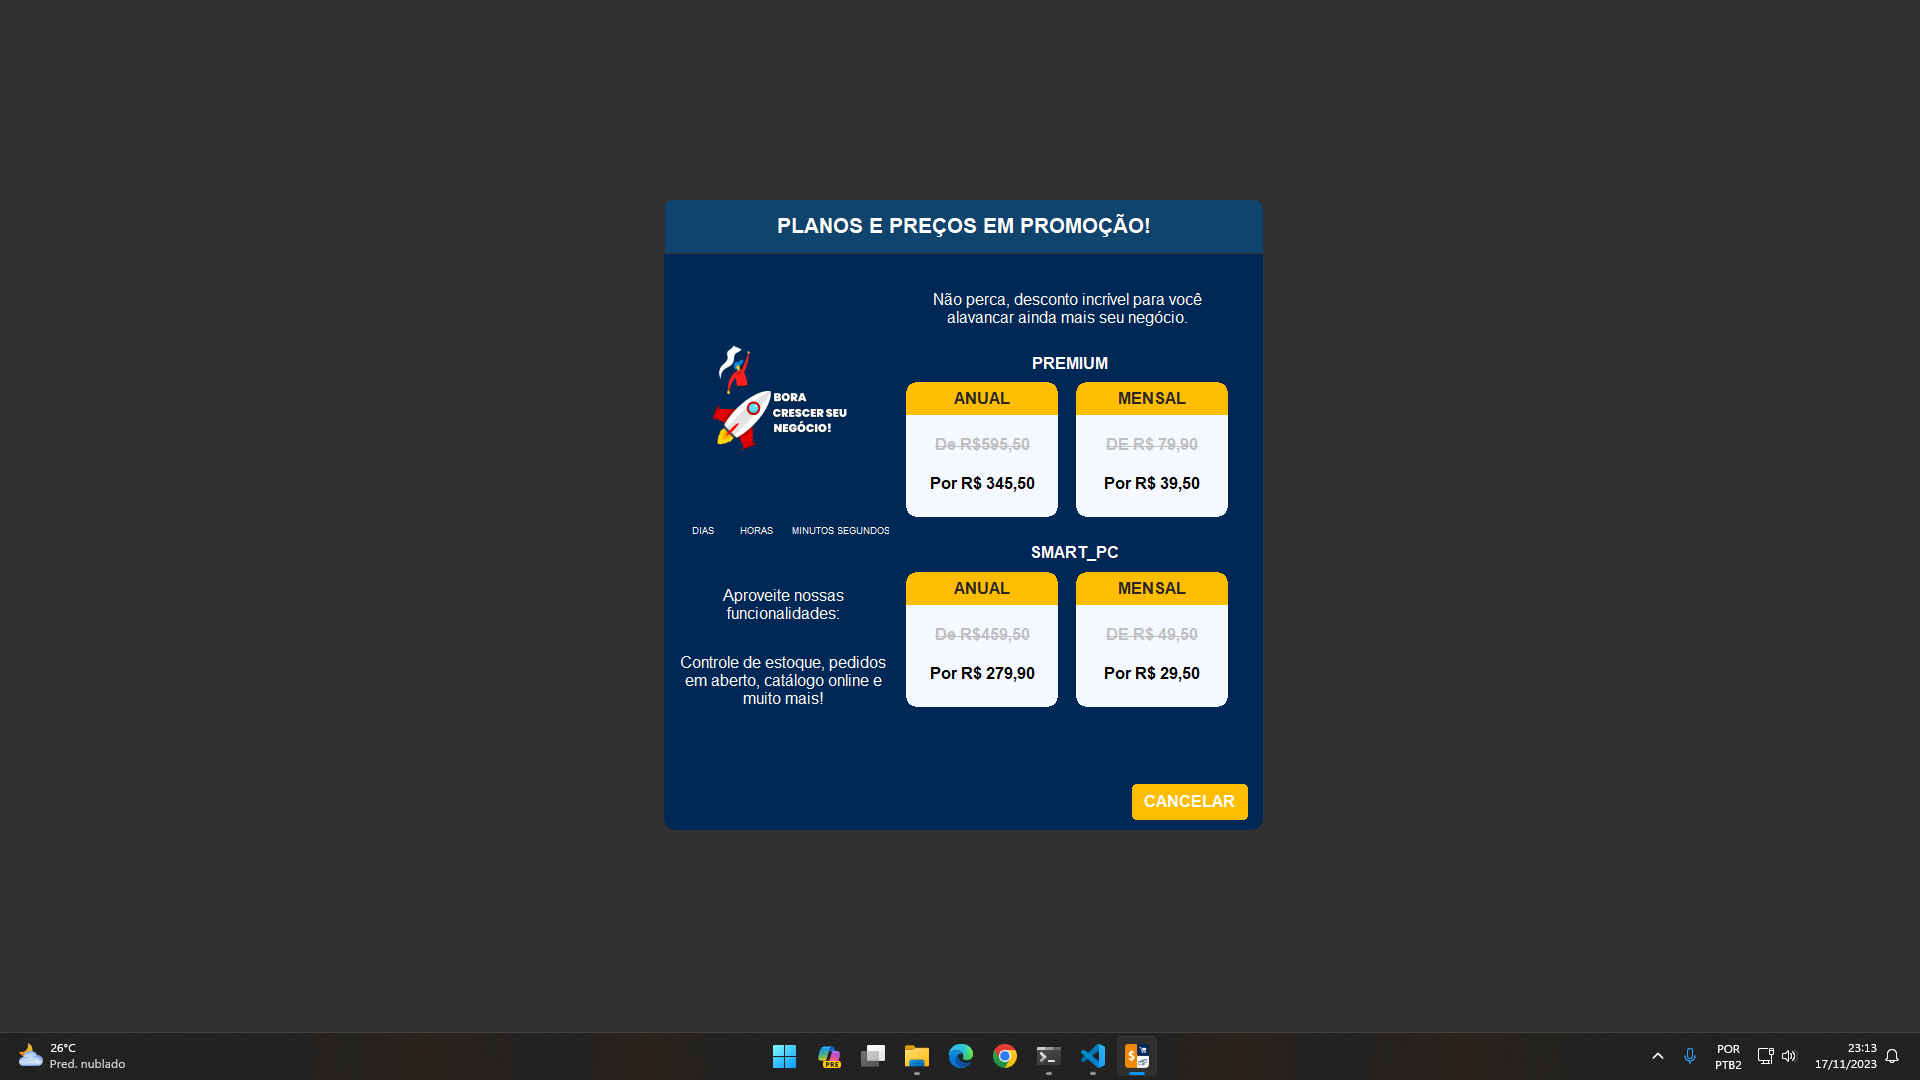 PLANOS E PREÇOS EM PROMOÇÃO!
Não perca, desconto incrível para você
alavancar ainda mais seu negócio.
BORA
CRESCER SEU
NEGÓCIO!
DIAS HORAS MINUTOS SEGUNDOS
Aproveite nossas
funcionalidades:
Controle de estoque, pedidos
em aberto, catálogo online e
muito mais!
PREMIUM
ANUAL
De R$595,50
Por R$ 345,50
MENSAL
DE R$ 79,90
Por R$ 39,50
SMART_PC
ANUAL
De R$459,50
Por R$ 279,90
MENSAL
DE R$ 49,50
Por R$ 29,50
CANCELAR
26°C
Pred. nublado
PRE
POR
PTB2
23:13
17/11/2023